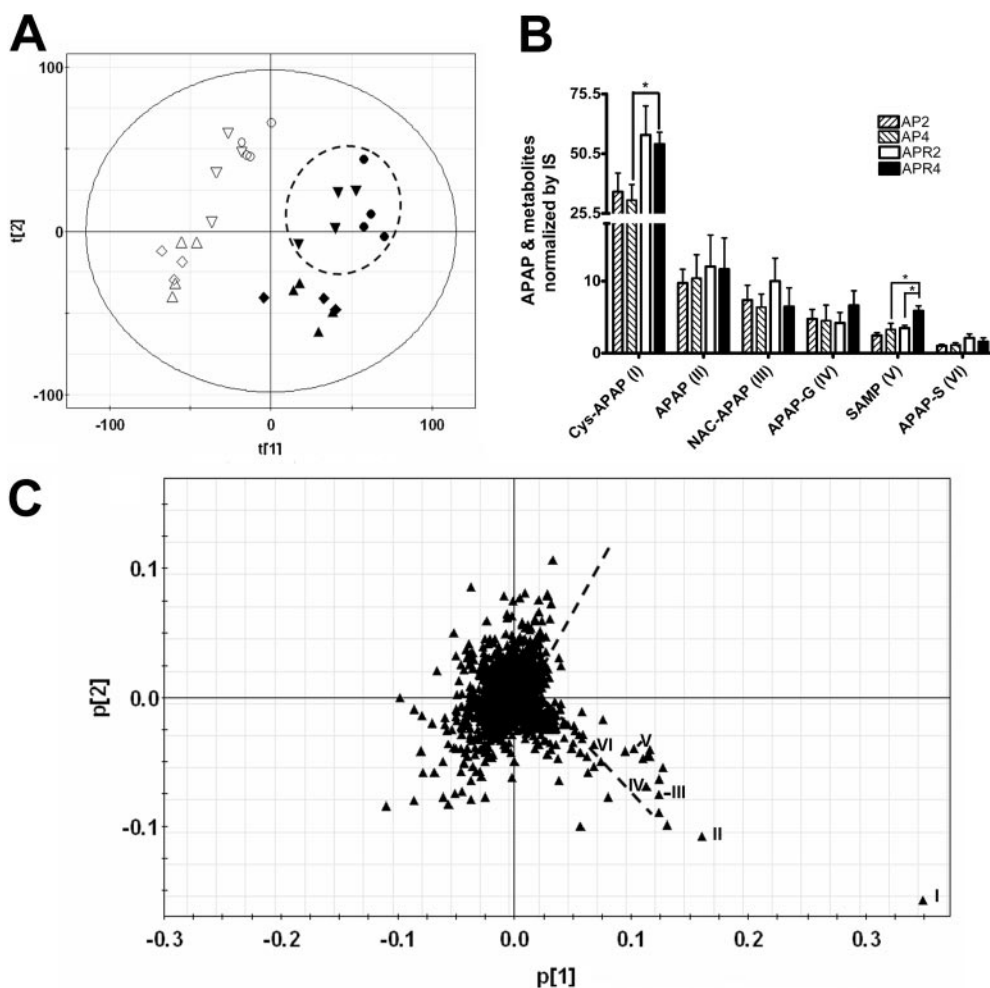 A
100
0
-100
t[2]
-100
0
100
t[1]
B
75.5
50.5
25.5
10
0
APAP & metabolites
normalized by IS
*
*
*
AP2
AP4
APR2
APR4
Cys-APAP (I)
APAP (II)
NAC-APAP (III)
APAP-G (IV)
SAMP (V)
APAP-S (VI)
C
0.1
0.0
-0.1
p[2]
VI
V
IV
III
II
I
-0.3
-0.2
-0.1
0.0
0.1
0.2
0.3
p[1]